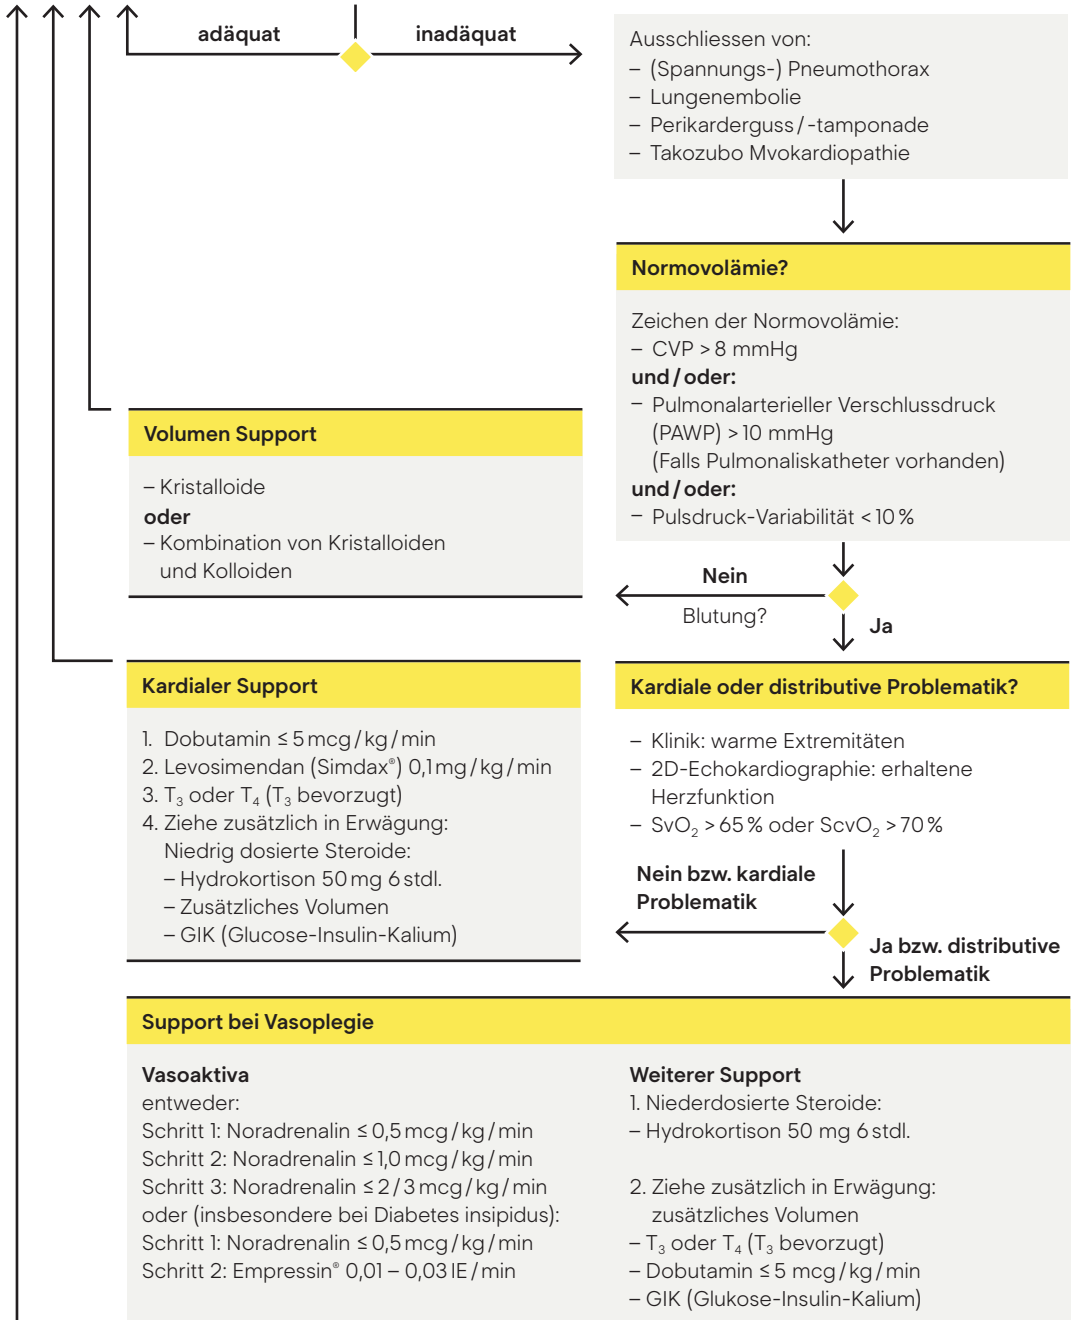 adäquat
inadäquat
Ausschliessen von:
– (Spannungs-) Pneumothorax
– Lungenembolie
– Perikarderguss / -tamponade
– Takozubo Mvokardiopathie
Normovolämie?
Zeichen der Normovolämie:
– CVP > 8 mmHg
und / oder:
– Pulmonalarterieller Verschlussdruck
(PAWP) > 10 mmHg
(Falls Pulmonaliskatheter vorhanden)
und / oder:
– Pulsdruck-Variabilität < 10 %
Volumen Support
– Kristalloide
oder
– Kombination von Kristalloiden
und Kolloiden
Nein
Blutung?
Ja
Kardialer Support
1. Dobutamin ≤ 5 mcg / kg / min
2. Levosimendan (Simdax®) 0,1 mg / kg / min
3. T₃ oder T₄ (T₃ bevorzugt)
4. Ziehe zusätzlich in Erwägung:
Niedrig dosierte Steroide:
– Hydrokortison 50 mg 6 stdl.
– Zusätzliches Volumen
– GIK (Glucose-Insulin-Kalium)
Kardiale oder distributive Problematik?
– Klinik: warme Extremitäten
– 2D-Echokardiographie: erhaltene
Herzfunktion
– SvO₂ > 65 % oder ScvO₂ > 70 %
Nein bzw. kardiale
Problematik
Ja bzw. distributive
Problematik
Support bei Vasoplegie
Vasoaktiva
entweder:
Schritt 1: Noradrenalin ≤ 0,5 mcg / kg / min
Schritt 2: Noradrenalin ≤ 1,0 mcg / kg / min
Schritt 3: Noradrenalin ≤ 2 / 3 mcg / kg / min
oder (insbesondere bei Diabetes insipidus):
Schritt 1: Noradrenalin ≤ 0,5 mcg / kg / min
Schritt 2: Empressin® 0,01 – 0,03 IE / min
Weiterer Support
1. Niederdosierte Steroide:
– Hydrokortison 50 mg 6 stdl.
2. Ziehe zusätzlich in Erwägung:
zusätzliches Volumen
– T₃ oder T₄ (T₃ bevorzugt)
– Dobutamin ≤ 5 mcg / kg / min
– GIK (Glukose-Insulin-Kalium)